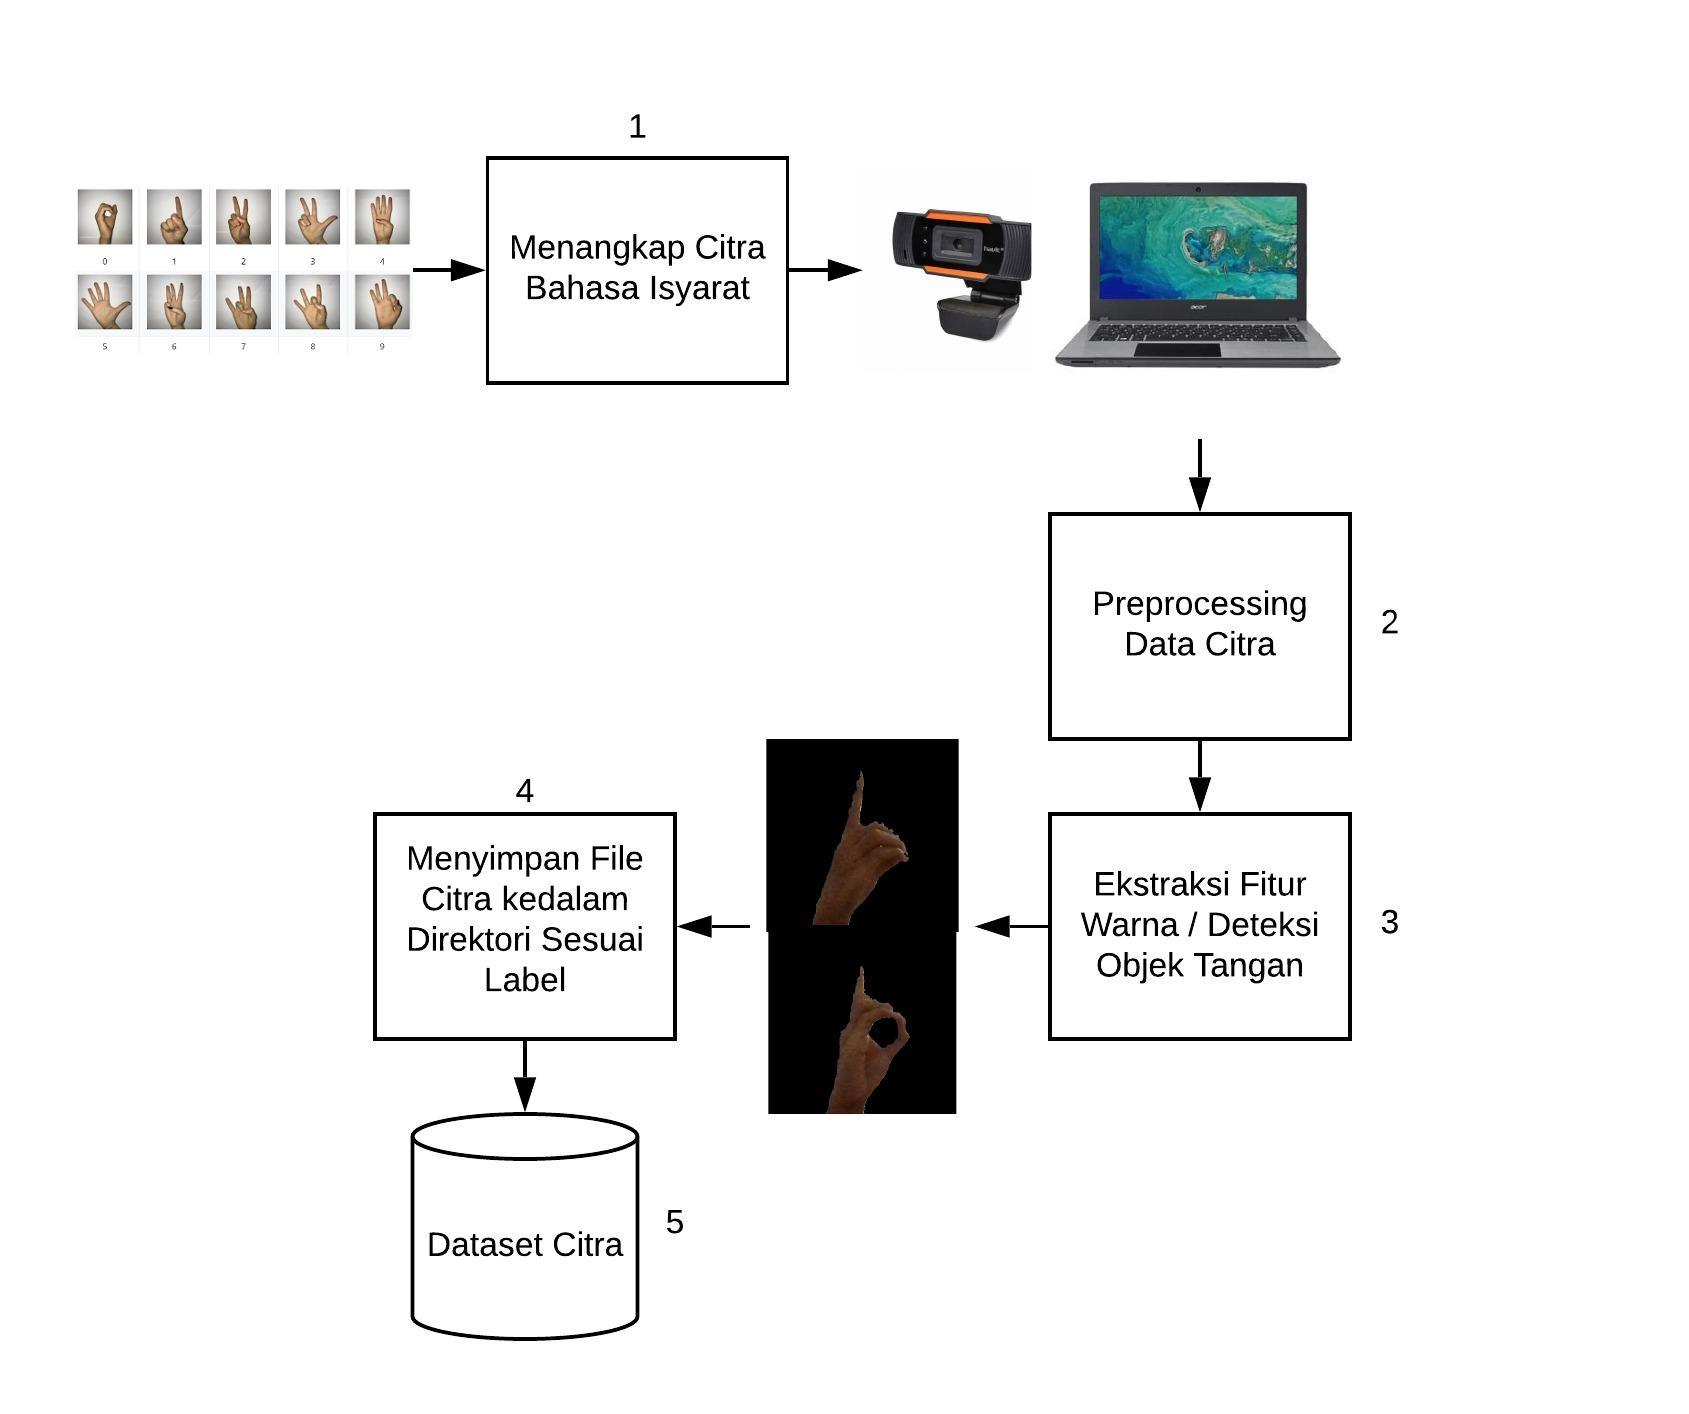 1
Menangkap Citra
Bahasa Isyarat
0 1 2 3 4
5 6 7 8 9
acer
Preprocessing
Data Citra
2
Ekstraksi Fitur
Warna / Deteksi
Objek Tangan
3
4
Menyimpan File
Citra kedalam
Direktori Sesuai
Label
Dataset Citra
5